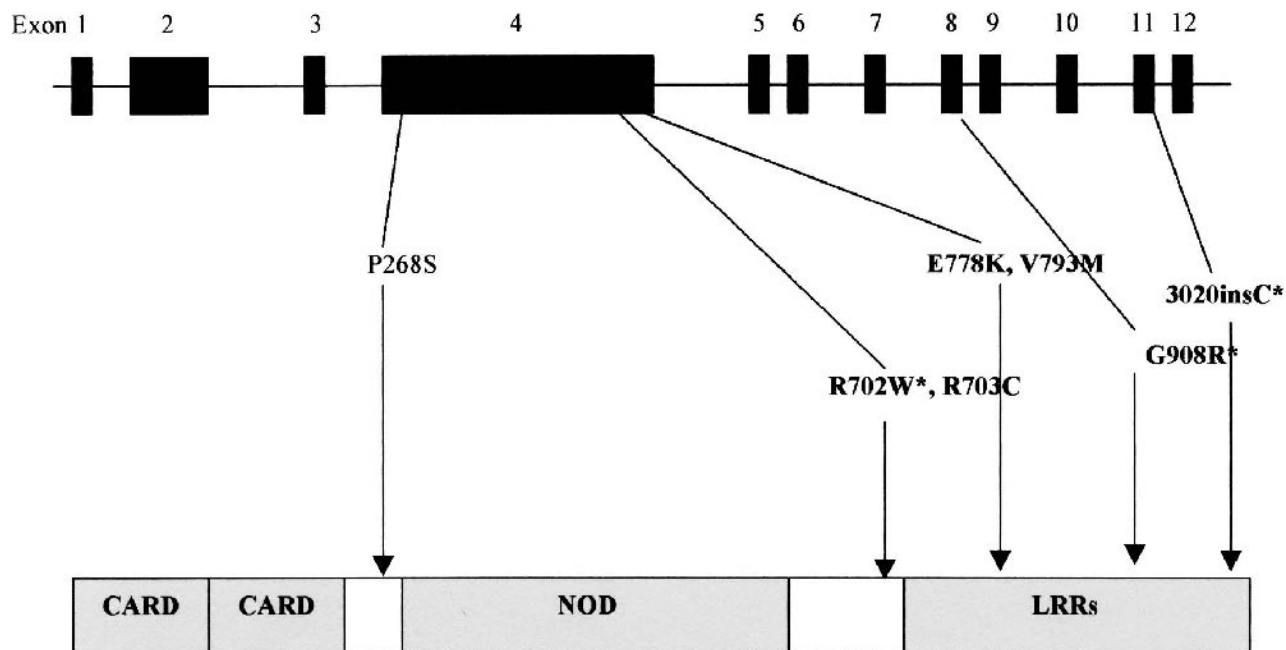 Exon 1 2 3 4 5 6 7 8 9 10 11 12
P268S
E778K, V793M
3020insC*
G908R*
R702W*, R703C
CARD CARD NOD LRRs